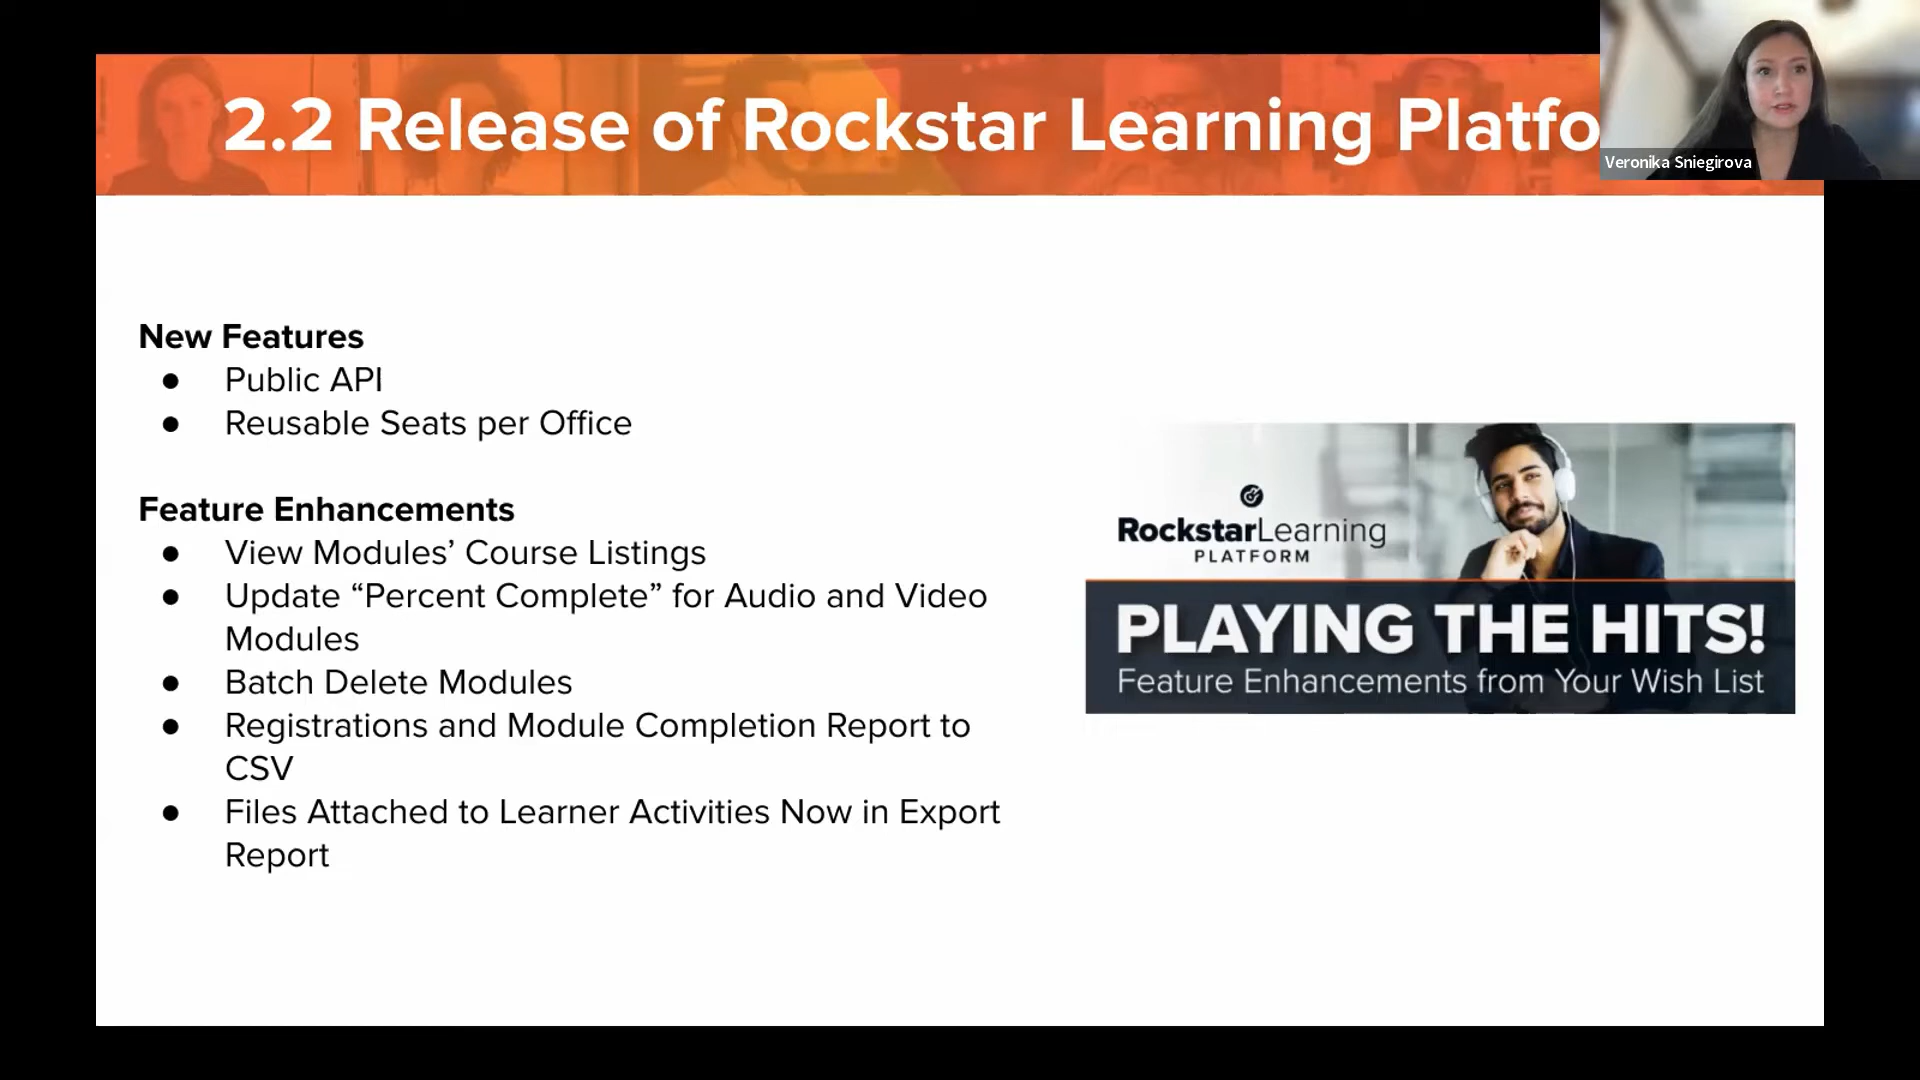 2.2 Release of Rockstar Learning Platfo
Veronika Sniegirova
New Features
● Public API
● Reusable Seats per Office
Feature Enhancements
● View Modules’ Course Listings
● Update “Percent Complete” for Audio and Video
Modules
● Batch Delete Modules
● Registrations and Module Completion Report to
CSV
● Files Attached to Learner Activities Now in Export
Report
RockstarLearning
PLATFORM
PLAYING THE HITS!
Feature Enhancements from Your Wish List